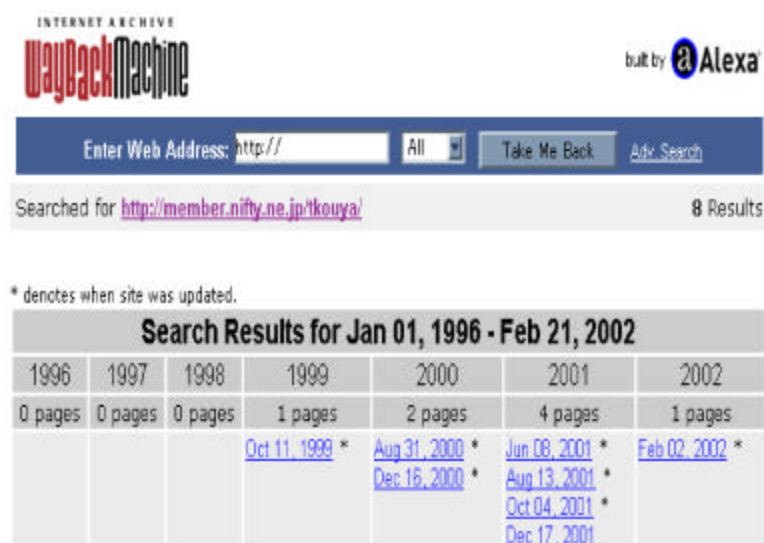 INTERNET ARCHIVE
WayBackMachine
built by a Alexa
Enter Web Address: http:// All Take Me Back Adv. Search
Searched for http://member.nifty.ne.jp/tkouya/ 8 Results
* denotes when site was updated.
Search Results for Jan 01, 1996 - Feb 21, 2002
1996 1997 1998 1999 2000 2001 2002
0 pages 0 pages 0 pages 1 pages 2 pages 4 pages 1 pages
Oct 11, 1999 * Aug 31, 2000 * Jun 08, 2001 * Feb 02, 2002 *
Dec 16, 2000 * Aug 13, 2001 *
Oct 04, 2001 *
Dec 17, 2001